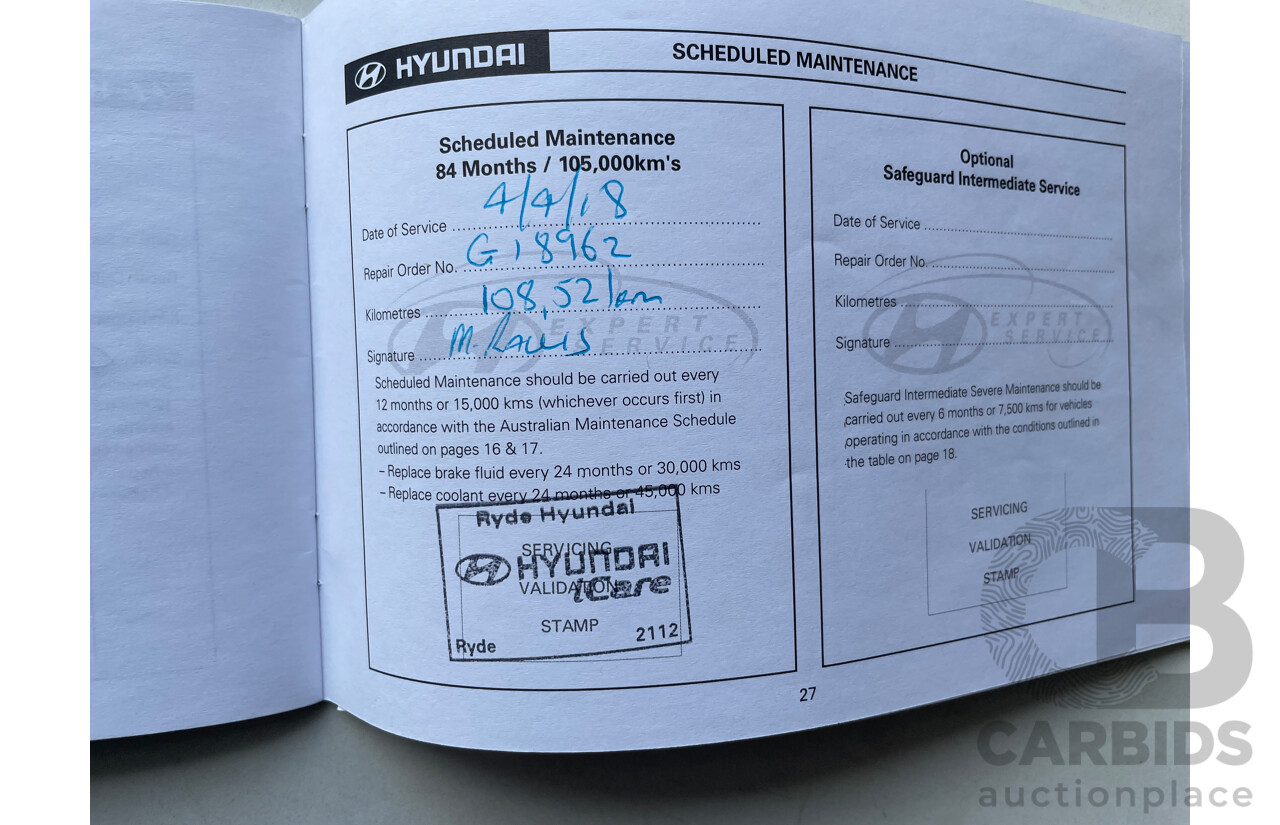 HYUNDAI
SCHEDULED MAINTENANCE
Scheduled Maintenance
84 Months / 105,000km's
Date of Service 4/4/18
Repair Order No. G18962
Kilometres 108,521km
Signature M.
EXPERT
SERVICE
Scheduled Maintenance should be carried out every
12 months or 15,000 kms (whichever occurs first) in
accordance with the Australian Maintenance Schedule
outlined on pages 16 & 17.
– Replace brake fluid every 24 months or 30,000 kms
– Replace coolant every 24 months or 45,000 kms
Ryde Hyundai
SERVICING
HYUNDAI
VALIDATION
iCare
STAMP
Ryde 2112
Optional
Safeguard Intermediate Service
Date of Service
Repair Order No.
Kilometres
Signature
EXPERT
SERVICE
Safeguard Intermediate Severe Maintenance should be
carried out every 6 months or 7,500 kms for vehicles
operating in accordance with the conditions outlined in
the table on page 18.
SERVICING
VALIDATION
STAMP
27
CB
CARBIDS
auctionplace